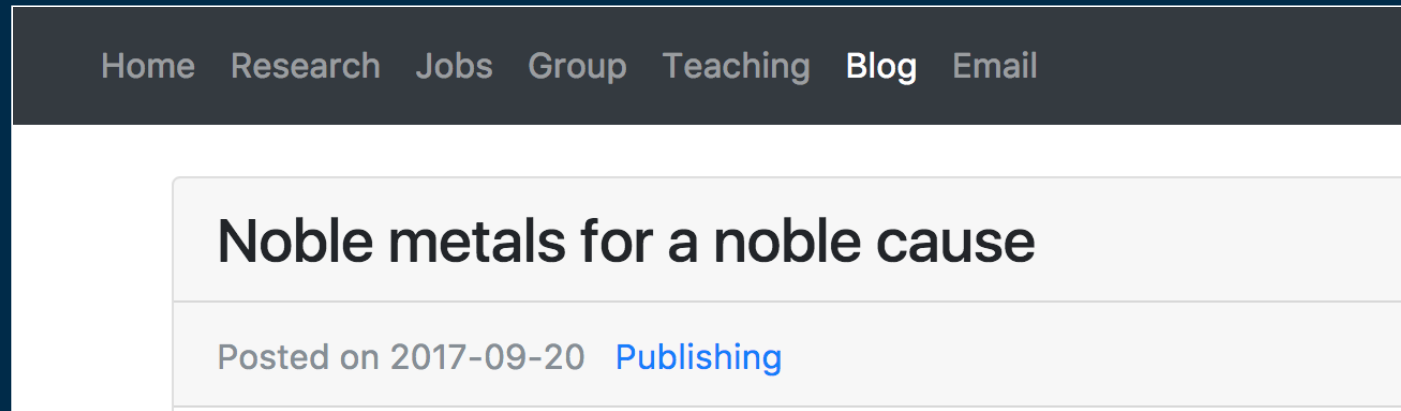 Home Research Jobs Group Teaching Blog Email
Noble metals for a noble cause
Posted on 2017-09-20 Publishing